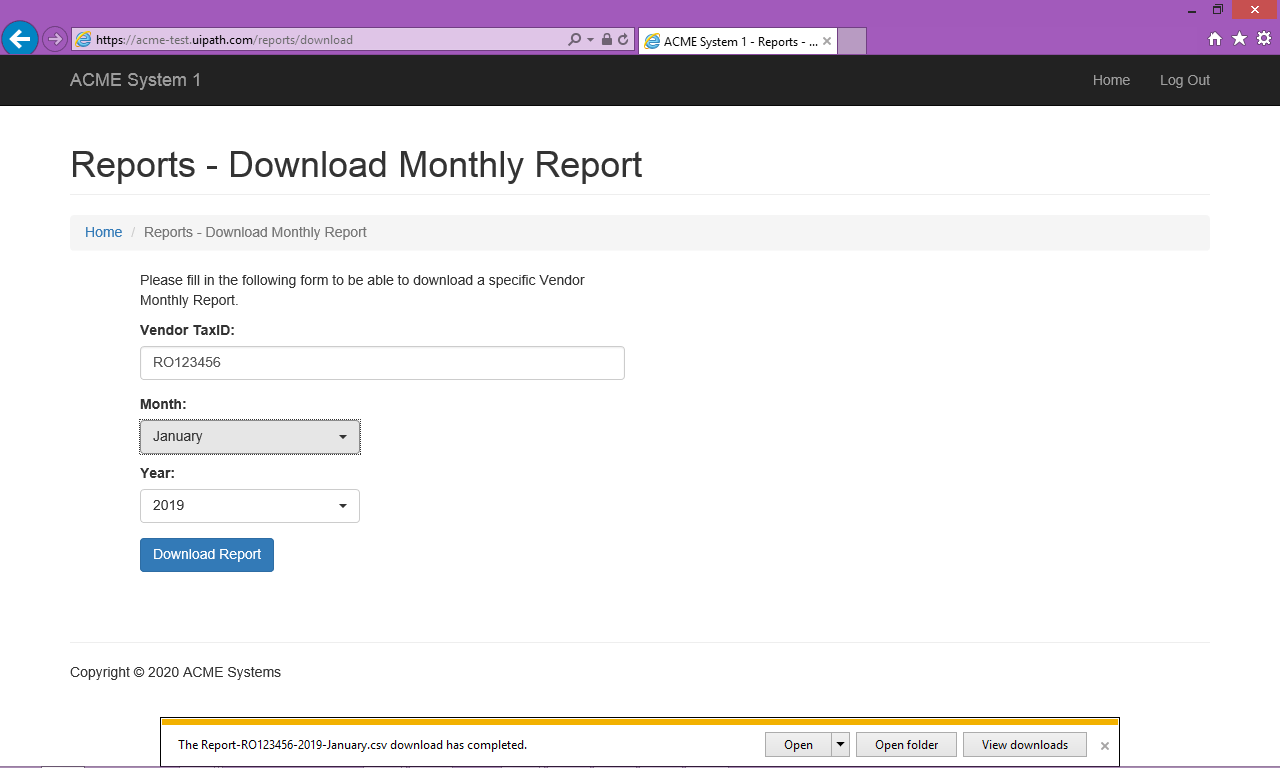 https://acme-test.uipath.com/reports/download
ACME System 1 - Reports - ...
ACME System 1
Home
Log Out
Reports - Download Monthly Report
Home / Reports - Download Monthly Report
Please fill in the following form to be able to download a specific Vendor
Monthly Report.
Vendor TaxID:
RO123456
Month:
January
Year:
2019
Download Report
Copyright © 2020 ACME Systems
The Report-RO123456-2019-January.csv download has completed.
Open
Open folder
View downloads